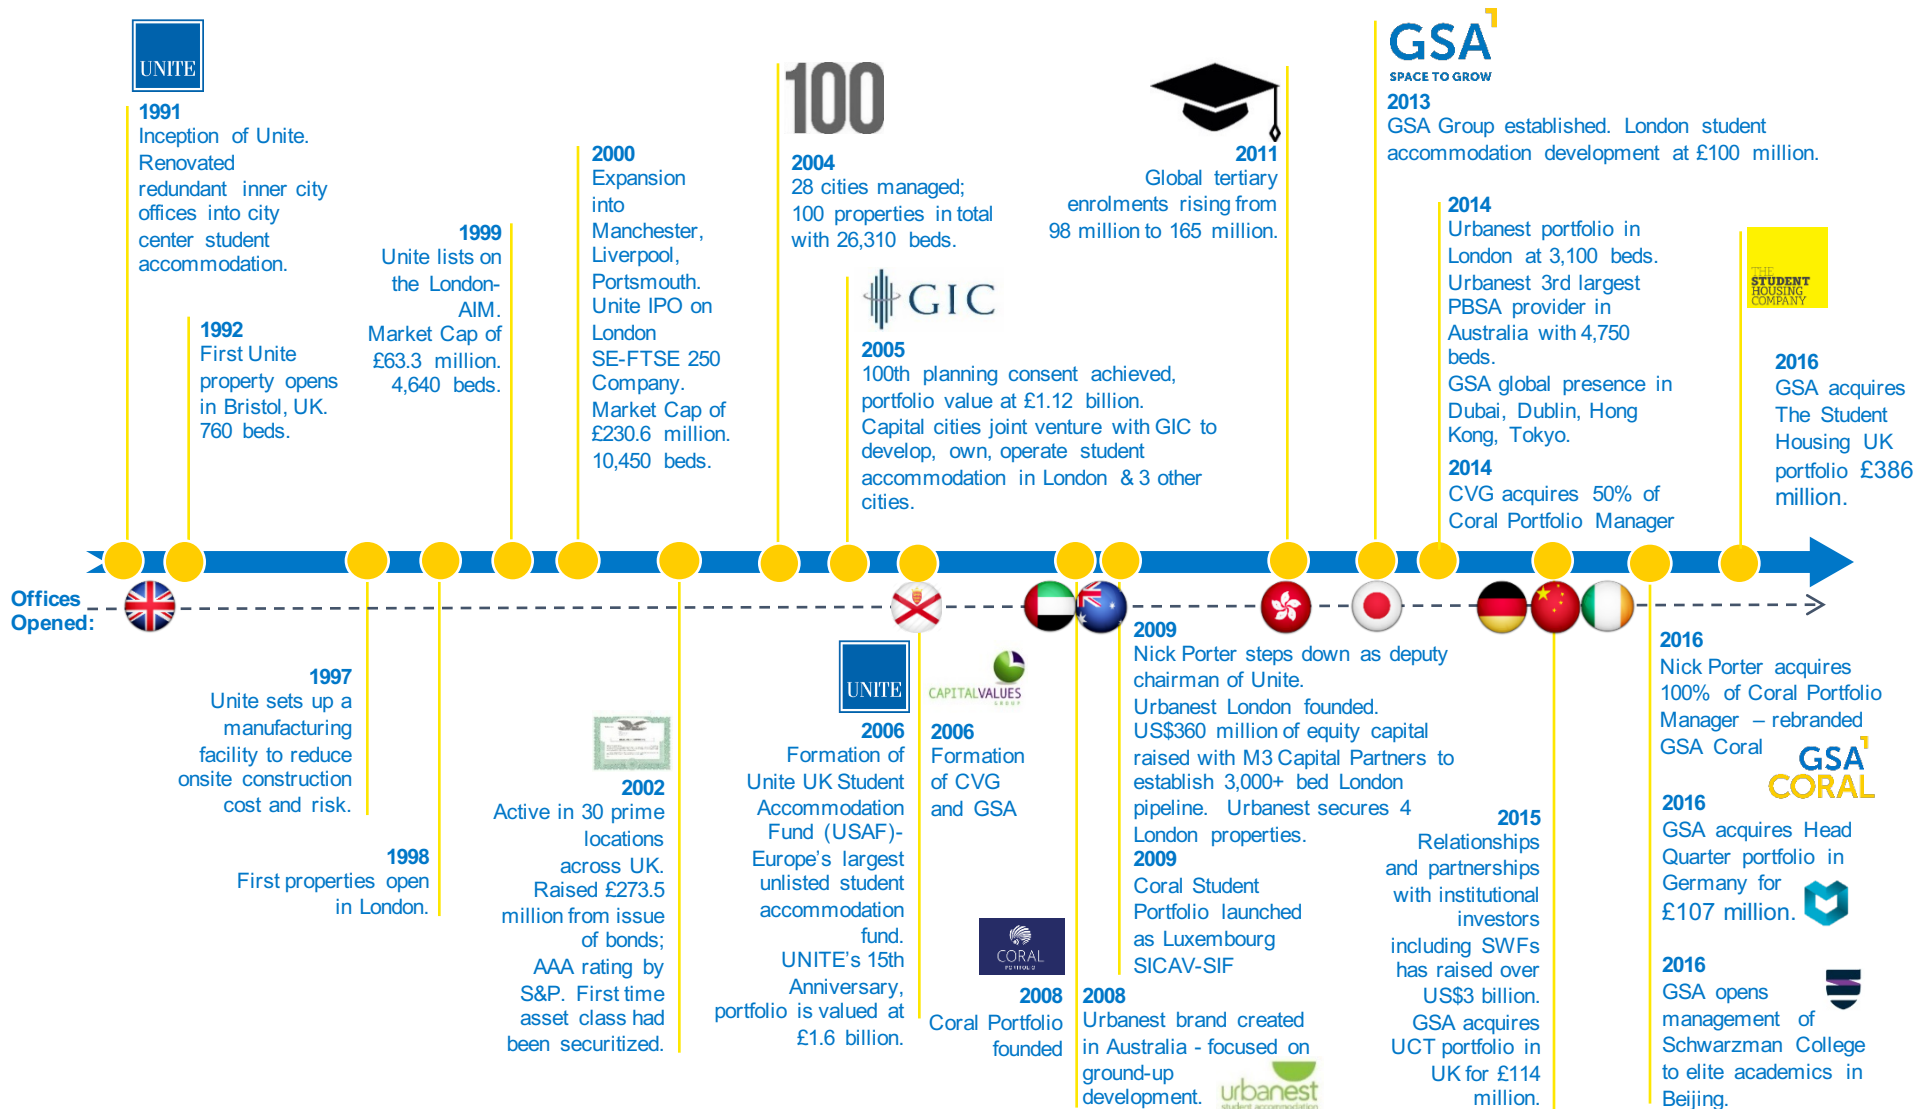 UNITE
1991
Inception of Unite.
Renovated
redundant inner city
offices into city
center student
accommodation.
1992
First Unite
property opens
in Bristol, UK.
760 beds.
1999
Unite lists on
the London-
AIM.
Market Cap of
£63.3 million.
4,640 beds.
2000
Expansion
into
Manchester,
Liverpool,
Portsmouth.
Unite IPO on
London
SE-FTSE 250
Company.
Market Cap of
£230.6 million.
10,450 beds.
100
2004
28 cities managed;
100 properties in total
with 26,310 beds.
GIC
2005
100th planning consent achieved,
portfolio value at £1.12 billion.
Capital cities joint venture with GIC to
develop, own, operate student
accommodation in London & 3 other
cities.
2011
Global tertiary
enrolments rising from
98 million to 165 million.
GSA
SPACE TO GROW
2013
GSA Group established. London student
accommodation development at £100 million.
2014
Urbanest portfolio in
London at 3,100 beds.
Urbanest 3rd largest
PBSA provider in
Australia with 4,750
beds.
GSA global presence in
Dubai, Dublin, Hong
Kong, Tokyo.
2014
CVG acquires 50% of
Coral Portfolio Manager
THE
STUDENT
HOUSING
COMPANY
2016
GSA acquires
The Student
Housing UK
portfolio £386
million.
Offices
Opened:
1997
Unite sets up a
manufacturing
facility to reduce
onsite construction
cost and risk.
1998
First properties open
in London.
2002
Active in 30 prime
locations
across UK.
Raised £273.5
million from issue
of bonds;
AAA rating by
S&P. First time
asset class had
been securitized.
UNITE
2006
Formation of
Unite UK Student
Accommodation
Fund (USAF)-
Europe’s largest
unlisted student
accommodation
fund.
UNITE’s 15th
Anniversary,
portfolio is valued at
£1.6 billion.
CAPITALVALUES
GROUP
2006
Formation
of CVG
and GSA
CORAL
PORTFOLIO
2008
Coral Portfolio
founded
2008
Urbanest brand created
in Australia - focused on
ground-up
development.
urbanest
student accommodation
2009
Nick Porter steps down as deputy
chairman of Unite.
Urbanest London founded.
US$360 million of equity capital
raised with M3 Capital Partners to
establish 3,000+ bed London
pipeline. Urbanest secures 4
London properties.
2009
Coral Student
Portfolio launched
as Luxembourg
SICAV-SIF
2015
Relationships
and partnerships
with institutional
investors
including SWFs
has raised over
US$3 billion.
GSA acquires
UCT portfolio in
UK for £114
million.
2016
Nick Porter acquires
100% of Coral Portfolio
Manager – rebranded
GSA Coral
GSA
CORAL
2016
GSA acquires Head
Quarter portfolio in
Germany for
£107 million.
2016
GSA opens
management of
Schwarzman College
to elite academics in
Beijing.